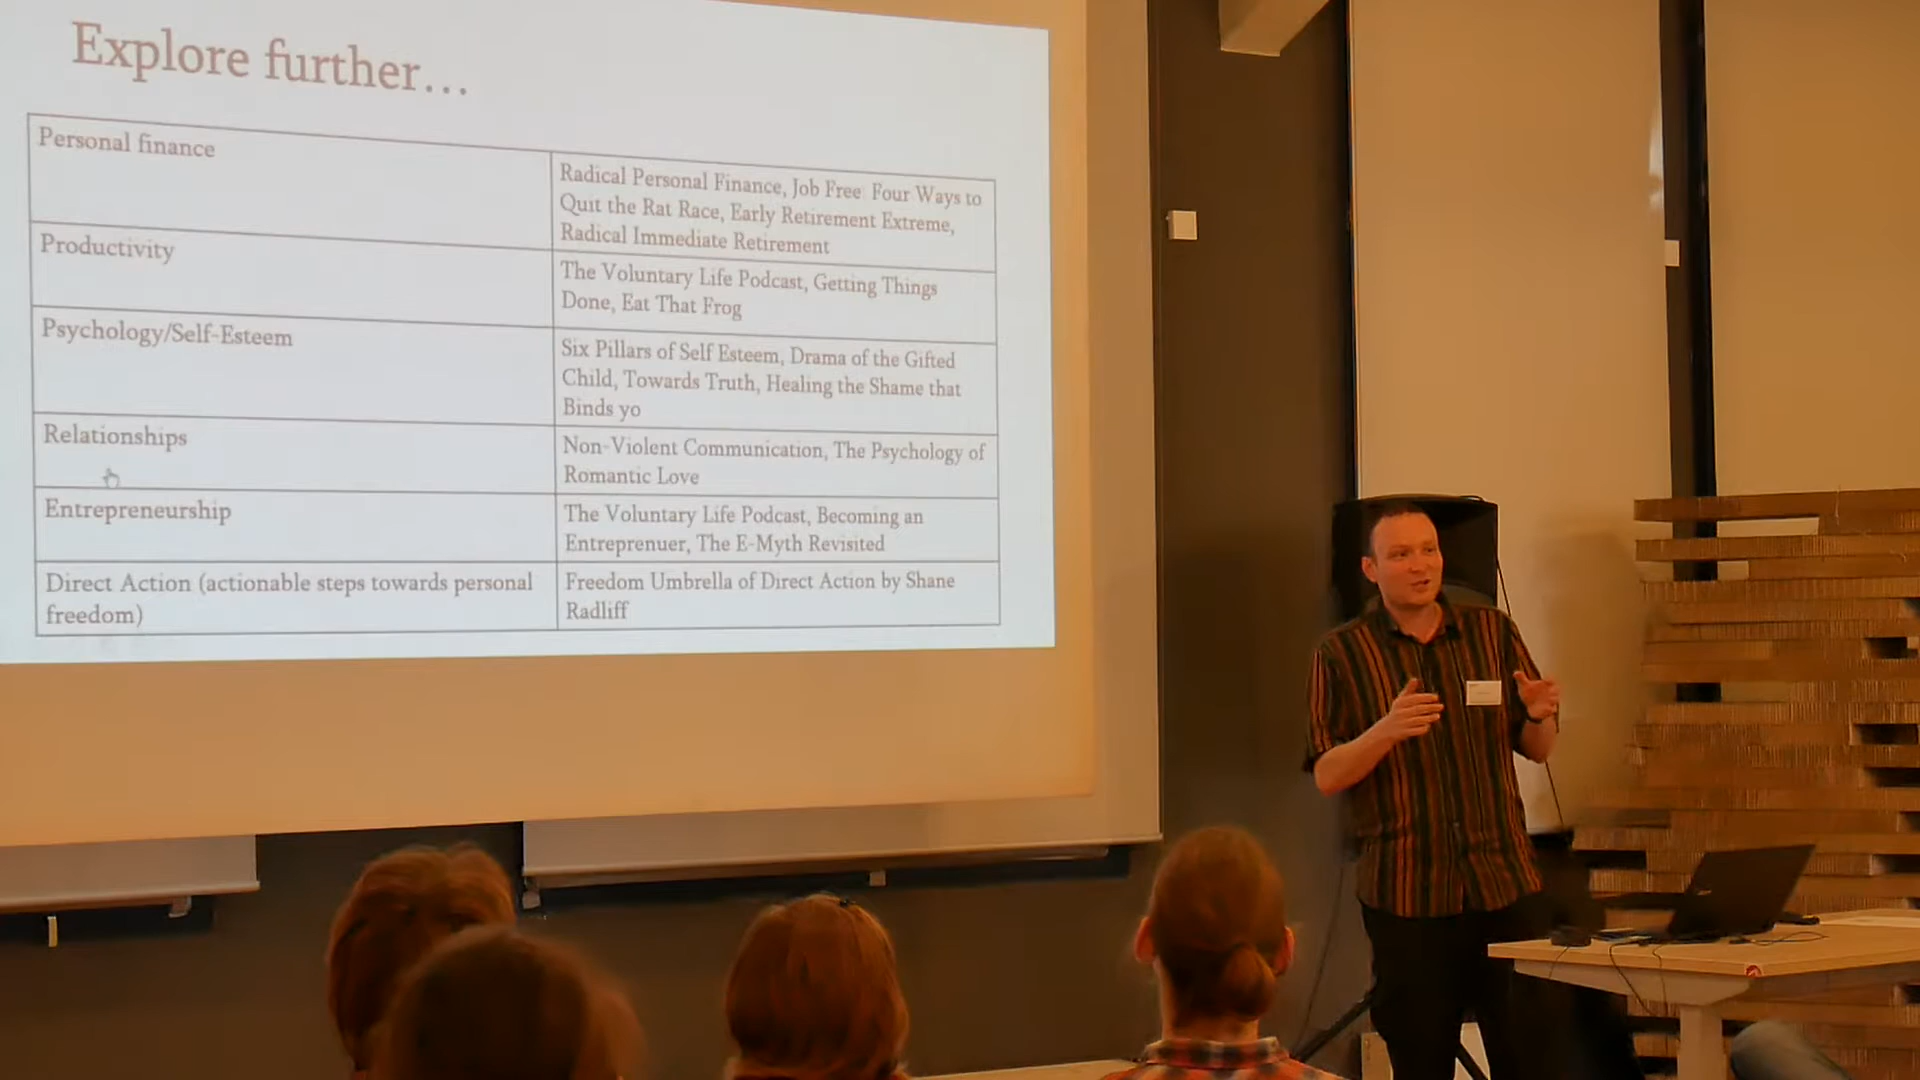 Explore further...
Personal finance
Radical Personal Finance, Job Free: Four Ways to
Quit the Rat Race, Early Retirement Extreme,
Radical Immediate Retirement
Productivity
The Voluntary Life Podcast, Getting Things
Done, Eat That Frog
Psychology/Self-Esteem
Six Pillars of Self Esteem, Drama of the Gifted
Child, Towards Truth, Healing the Shame that
Binds yo
Relationships
Non-Violent Communication, The Psychology of
Romantic Love
Entrepreneurship
The Voluntary Life Podcast, Becoming an
Entreprenuer, The E-Myth Revisited
Direct Action (actionable steps towards personal
freedom)
Freedom Umbrella of Direct Action by Shane
Radliff